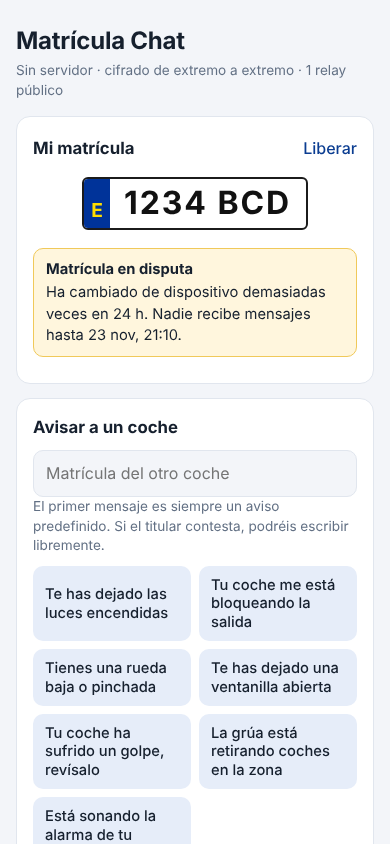 Matrícula Chat
Sin servidor · cifrado de extremo a extremo · 1 relay
público
Mi matrícula
Liberar
E
1234 BCD
Matrícula en disputa
Ha cambiado de dispositivo demasiadas
veces en 24 h. Nadie recibe mensajes
hasta 23 nov, 21:10.
Avisar a un coche
Matrícula del otro coche
El primer mensaje es siempre un aviso
predefinido. Si el titular contesta, podréis escribir
libremente.
Te has dejado las
luces encendidas
Tu coche me está
bloqueando la
salida
Tienes una rueda
baja o pinchada
Te has dejado una
ventanilla abierta
Tu coche ha
sufrido un golpe,
revísalo
La grúa está
retirando coches
en la zona
Está sonando la
alarma de tu